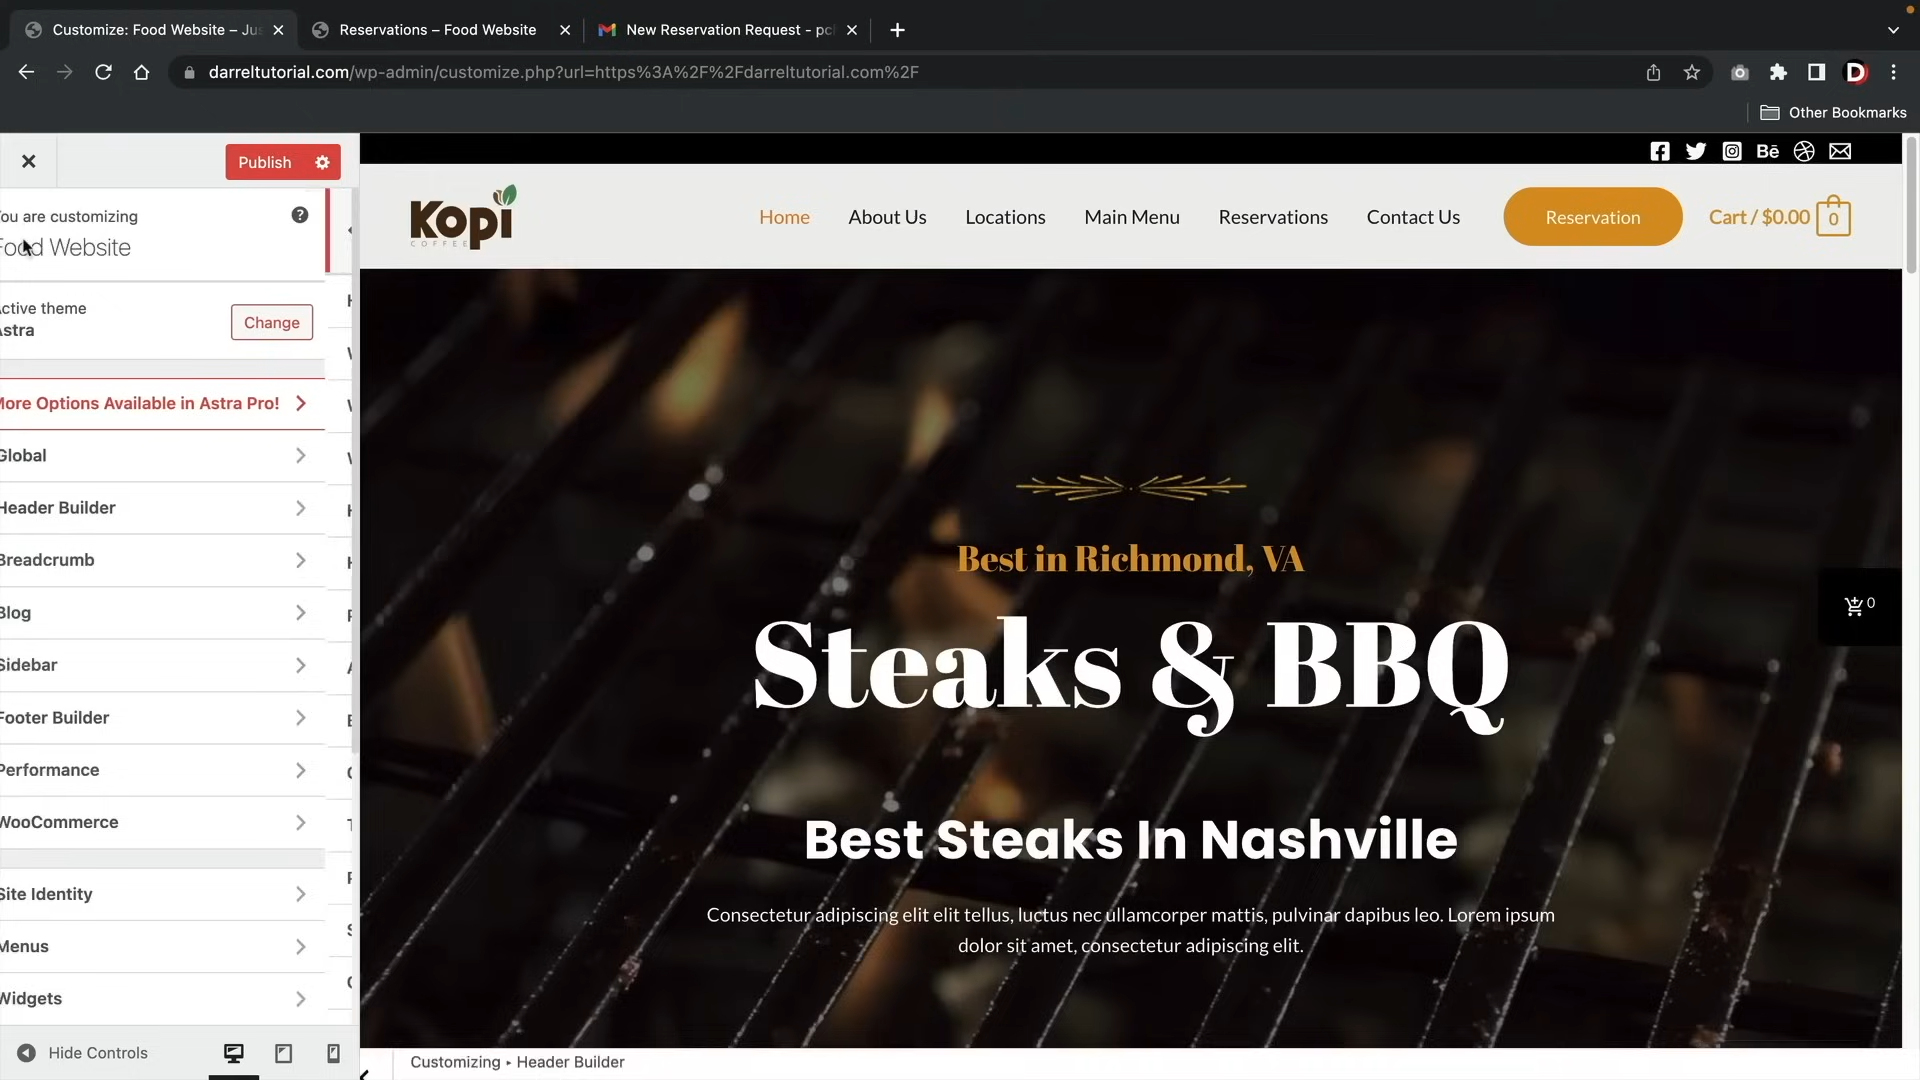 Customize: Food Website – Ju
Reservations – Food Website
New Reservation Request - pc
darreltutorial.com/wp-admin/customize.php?url=https%3A%2F%2Fdarreltutorial.com%2F
D
Other Bookmarks
Publish
ou are customizing
Food Website
ctive theme
stra
Change
More Options Available in Astra Pro!
Global
Header Builder
Breadcrumb
Blog
Sidebar
Footer Builder
Performance
WooCommerce
Site Identity
Menus
Widgets
Hide Controls
Bē
Kopi
COFFEE
Home
About Us
Locations
Main Menu
Reservations
Contact Us
Reservation
Cart / $0.00
0
Best in Richmond, VA
Steaks & BBQ
0
Best Steaks In Nashville
Consectetur adipiscing elit elit tellus, luctus nec ullamcorper mattis, pulvinar dapibus leo. Lorem ipsum
dolor sit amet, consectetur adipiscing elit.
Customizing ▸ Header Builder